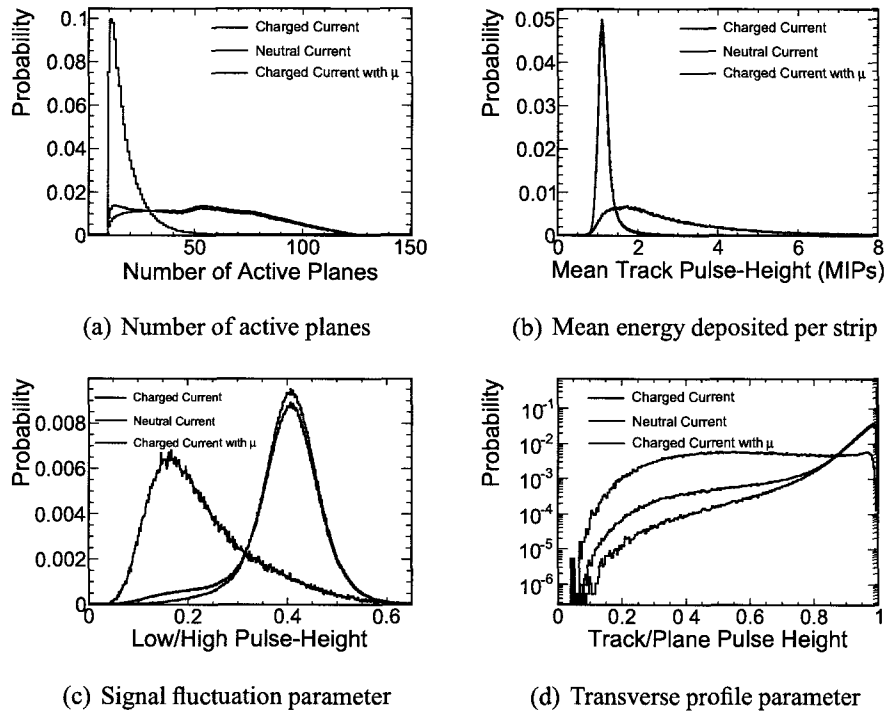 Probability
0.1
0.08
0.06
0.04
0.02
0
50
100
150
Charged Current
Neutral Current
Charged Current with μ
Number of Active Planes
(a) Number of active planes
Probability
0.05
0.04
0.03
0.02
0.01
0.00
0
2
4
6
8
Charged Current
Neutral Current
Charged Current with μ
Mean Track Pulse-Height (MIPs)
(b) Mean energy deposited per strip
Probability
0.008
0.006
0.004
0.002
0
0
0.2
0.4
0.6
Charged Current
Neutral Current
Charged Current with μ
Low/High Pulse-Height
(c) Signal fluctuation parameter
Probability
10⁻¹
10⁻²
10⁻³
10⁻⁴
10⁻⁵
10⁻⁶
0
0.2
0.4
0.6
0.8
1
Charged Current
Neutral Current
Charged Current with μ
Track/Plane Pulse Height
(d) Transverse profile parameter